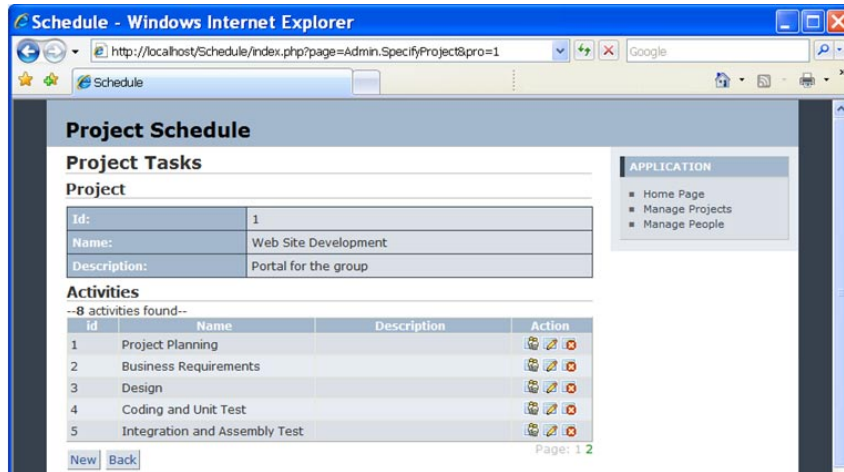 Schedule - Windows Internet Explorer
http://localhost/Schedule/index.php?page=Admin.SpecifyProject&pro=1
Google
Schedule
Project Schedule
Project Tasks
Project
Id: 1
Name: Web Site Development
Description: Portal for the group
Activities
--8 activities found--
id Name Description Action
1 Project Planning
2 Business Requirements
3 Design
4 Coding and Unit Test
5 Integration and Assembly Test
Page: 1 2
New Back
APPLICATION
Home Page
Manage Projects
Manage People